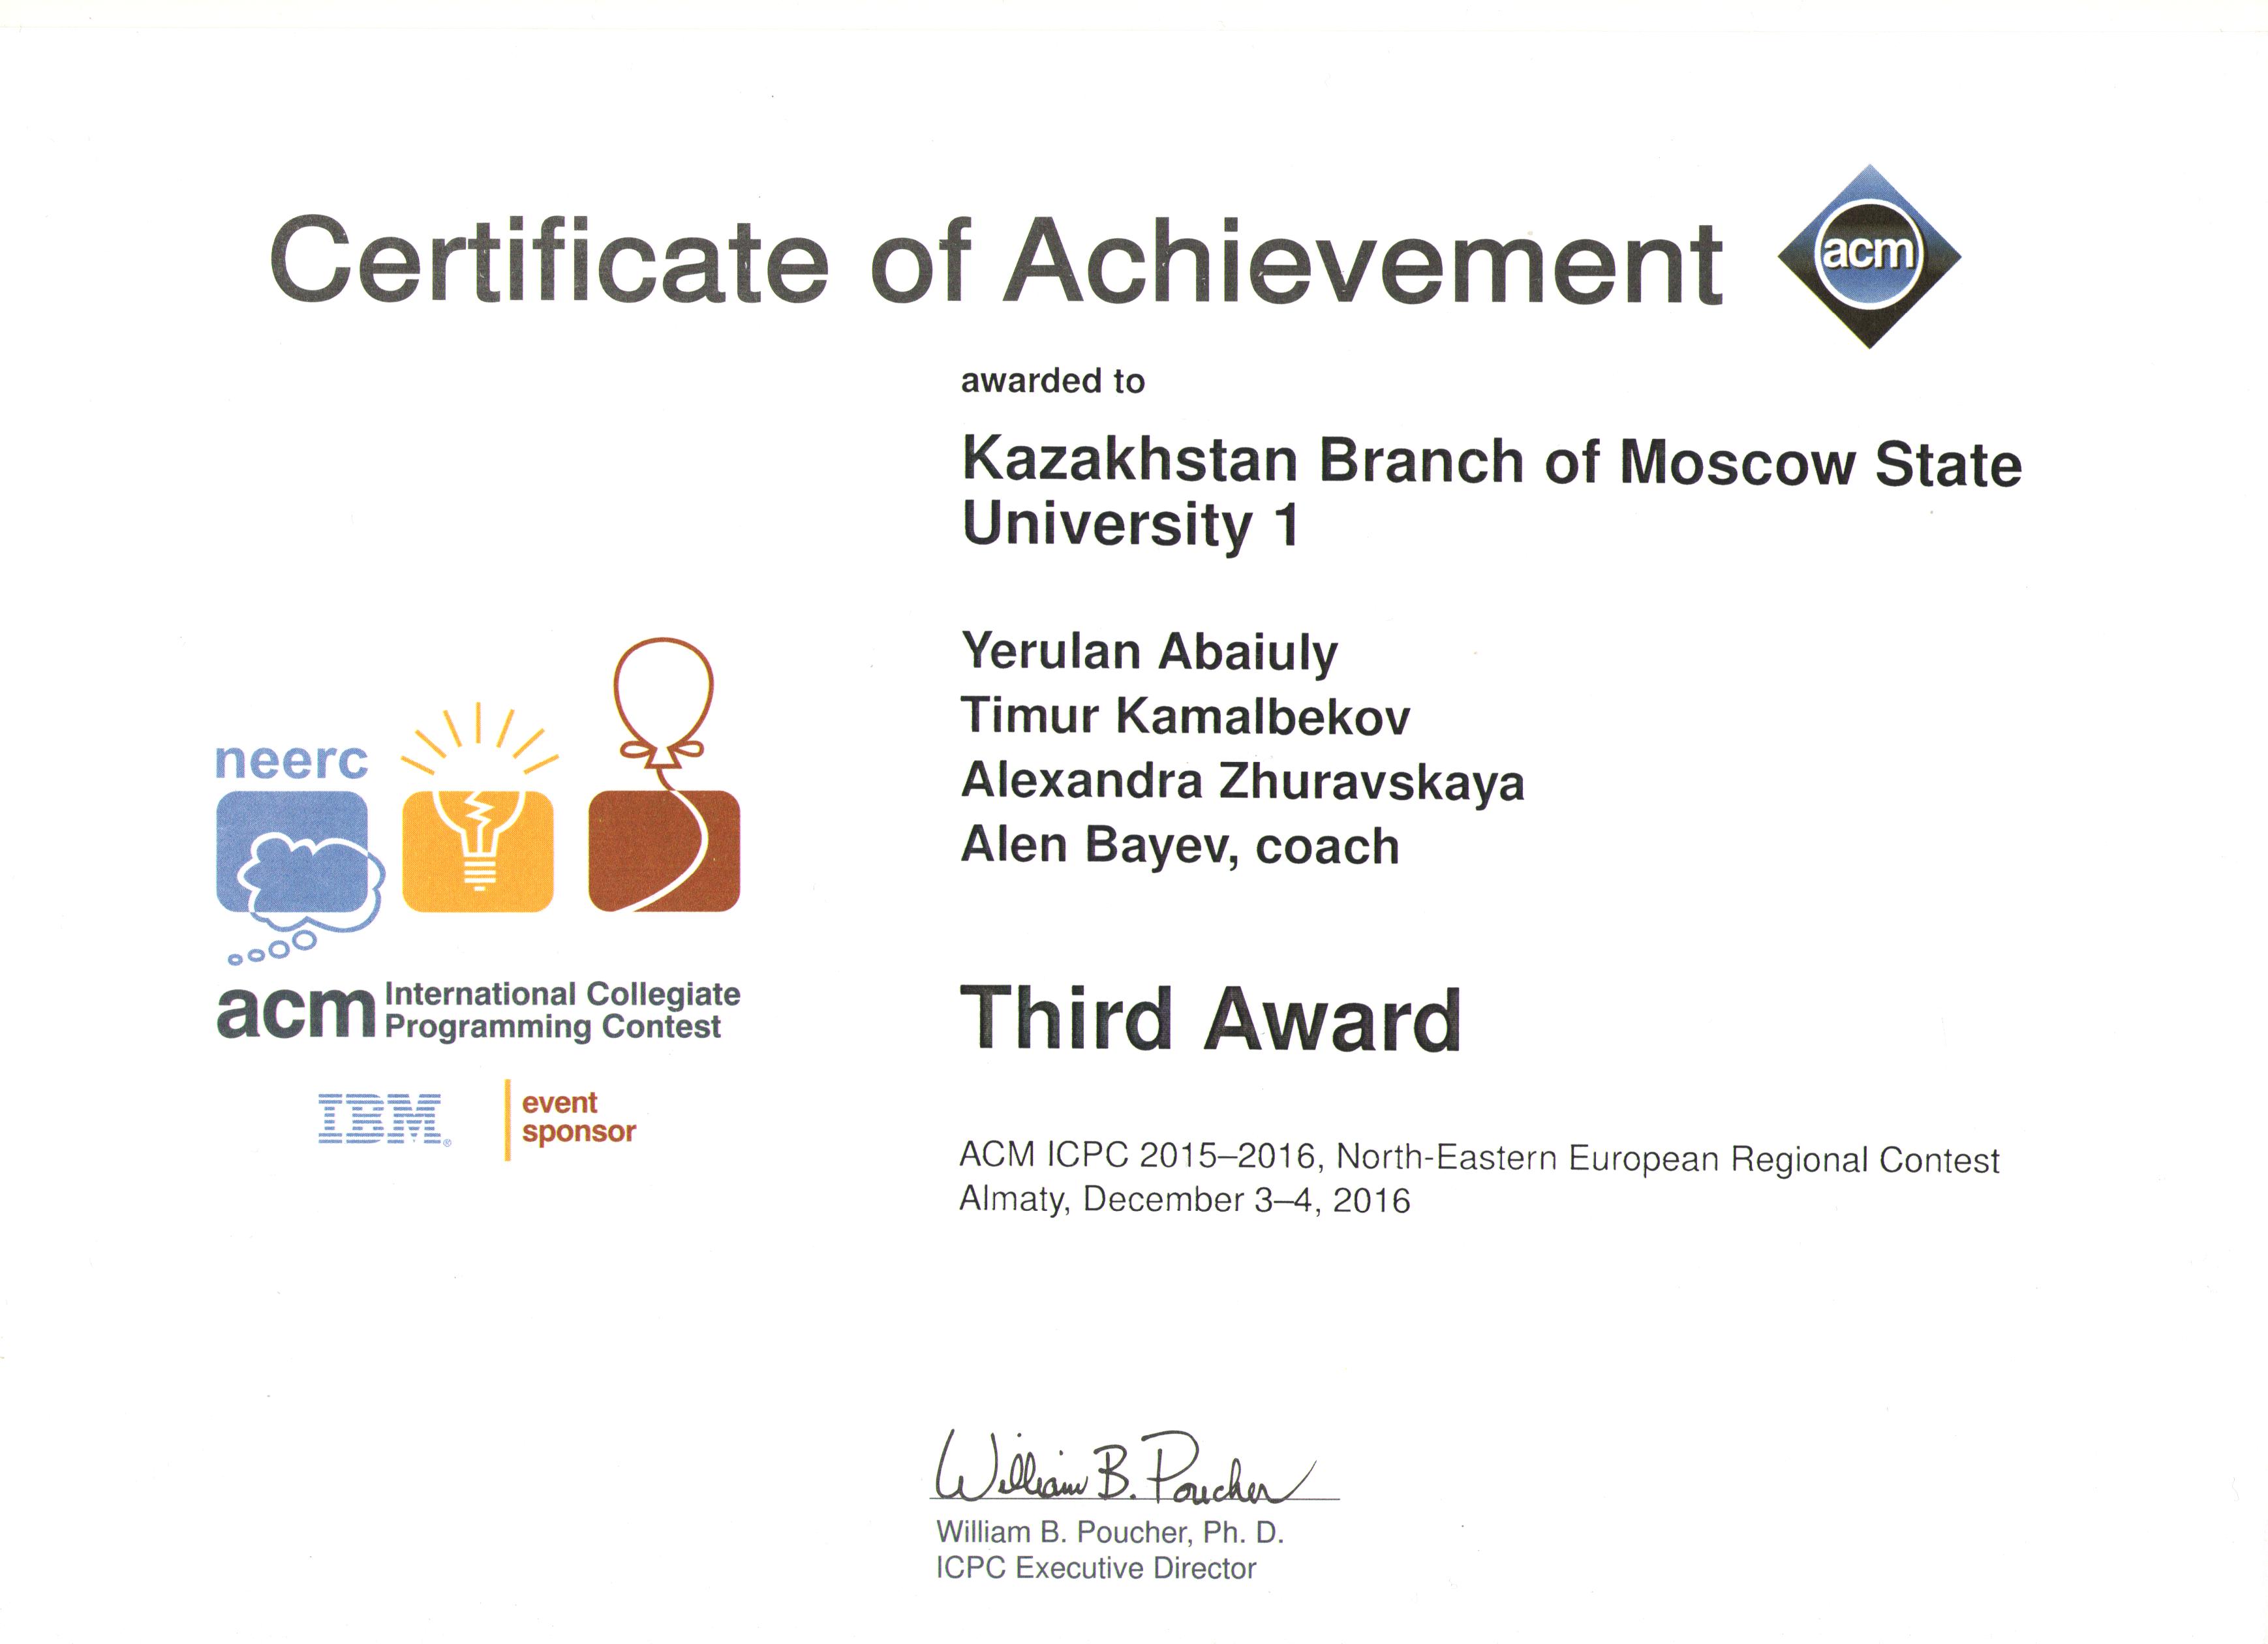 Certificate of Achievement
acm
awarded to
Kazakhstan Branch of Moscow State
University 1
Yerulan Abaiuly
Timur Kamalbekov
Alexandra Zhuravskaya
Alen Bayev, coach
neerc
acm International Collegiate
Programming Contest
IBM®
event
sponsor
Third Award
ACM ICPC 2015–2016, North-Eastern European Regional Contest
Almaty, December 3–4, 2016
William B. Poucher
William B. Poucher, Ph. D.
ICPC Executive Director